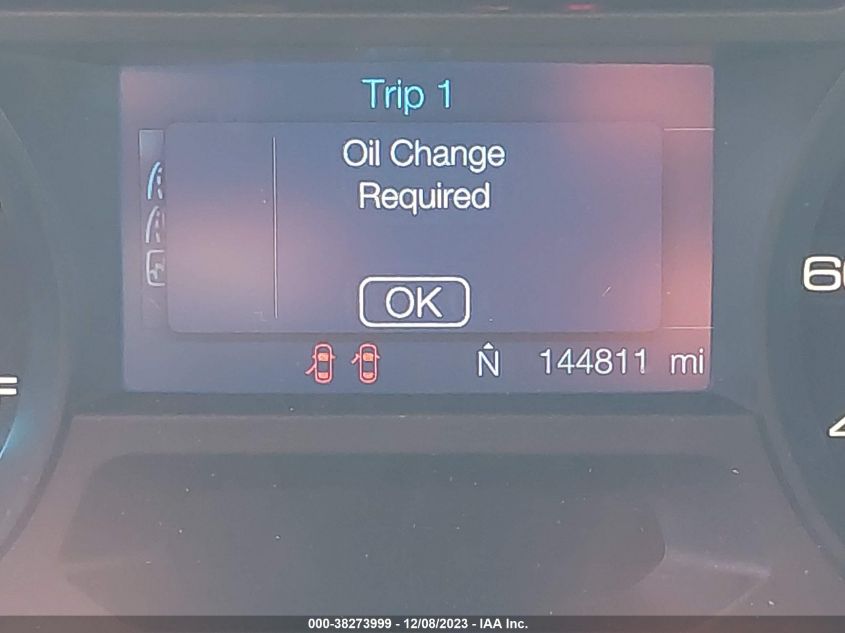 Trip 1
Oil Change
Required
OK
N 144811 mi
000-38273999 - 12/08/2023 - IAA Inc.